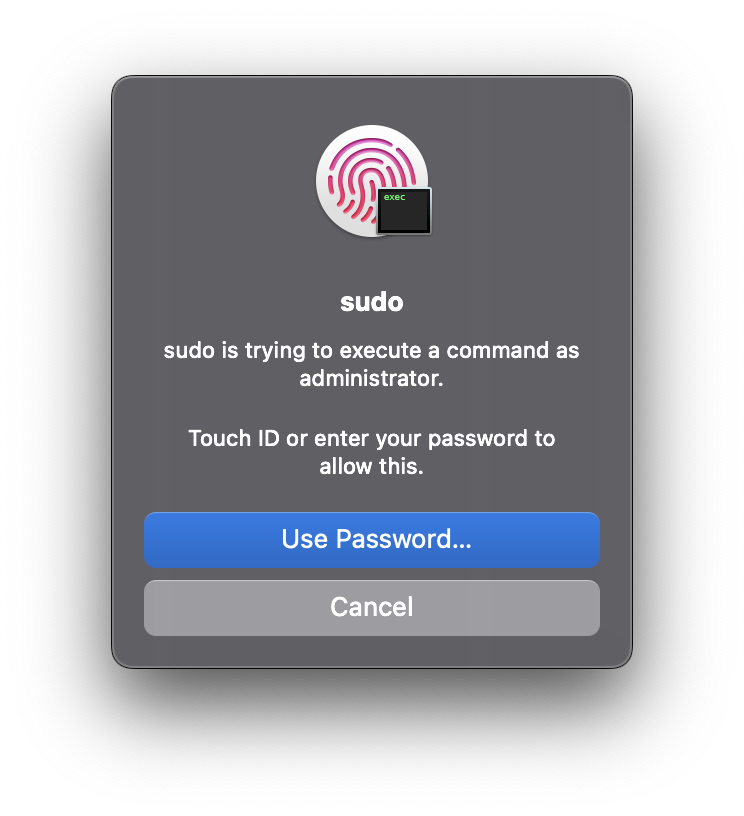 exec
sudo
sudo is trying to execute a command as
administrator.
Touch ID or enter your password to
allow this.
Use Password...
Cancel